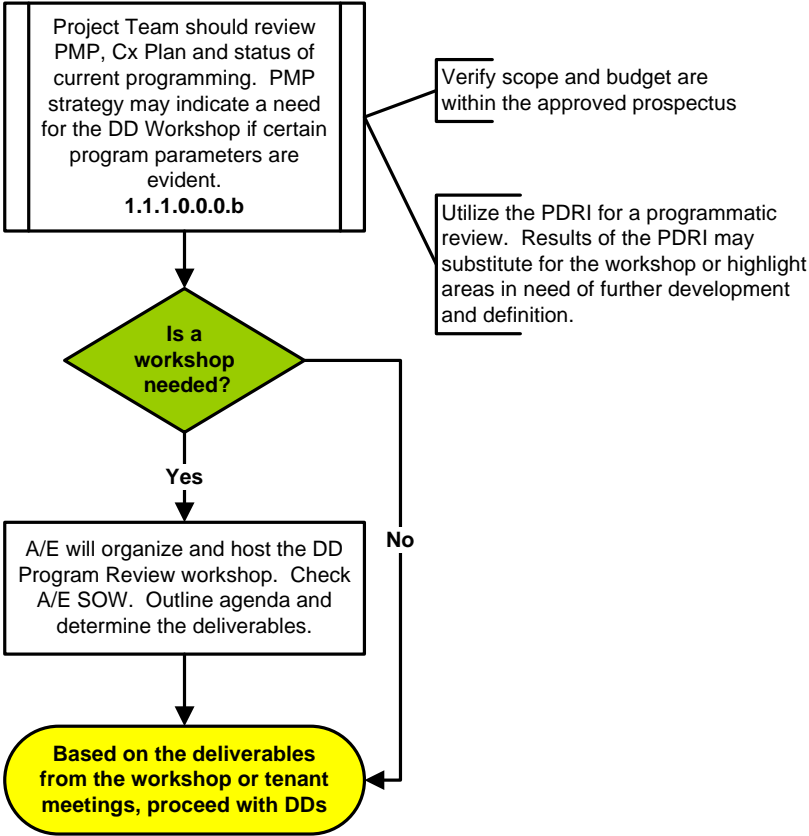 Project Team should review
PMP, Cx Plan and status of
current programming.  PMP
strategy may indicate a need
for the DD Workshop if certain
program parameters are
evident.
1.1.1.0.0.0.b
Verify scope and budget are
within the approved prospectus
Utilize the PDRI for a programmatic
review.  Results of the PDRI may
substitute for the workshop or highlight
areas in need of further development
and definition.
Is a
workshop
needed?
Yes
No
A/E will organize and host the DD
Program Review workshop.  Check
A/E SOW.  Outline agenda and
determine the deliverables.
Based on the deliverables
from the workshop or tenant
meetings, proceed with DDs